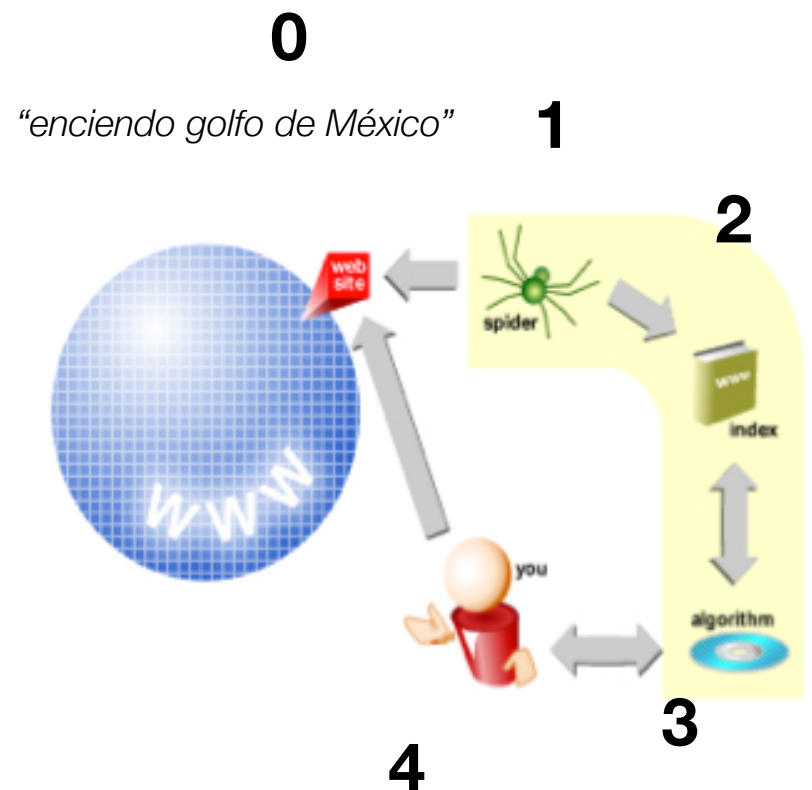 0
“enciendo golfo de México”
1
2
web
site
spider
www
index
WWW
you
algorithm
3
4